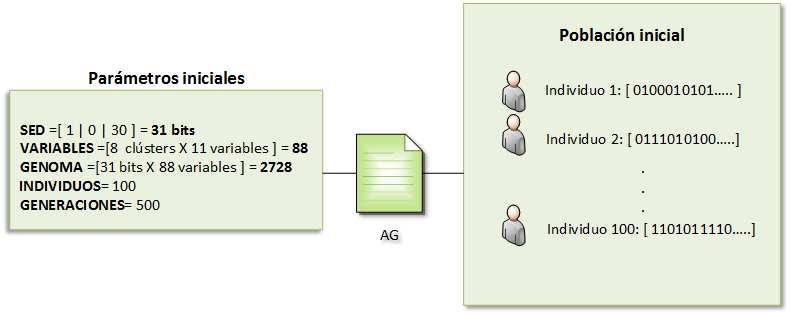 Parámetros iniciales
SED =[ 1 | 0 | 30 ] = 31 bits
VARIABLES =[8 clústers X 11 variables ] = 88
GENOMA =[31 bits X 88 variables ] = 2728
INDIVIDUOS= 100
GENERACIONES= 500
AG
Población inicial
Individuo 1: [ 0100010101..... ]
Individuo 2: [ 0111010100.....]
.
.
.
Individuo 100: [ 1101011110.....]